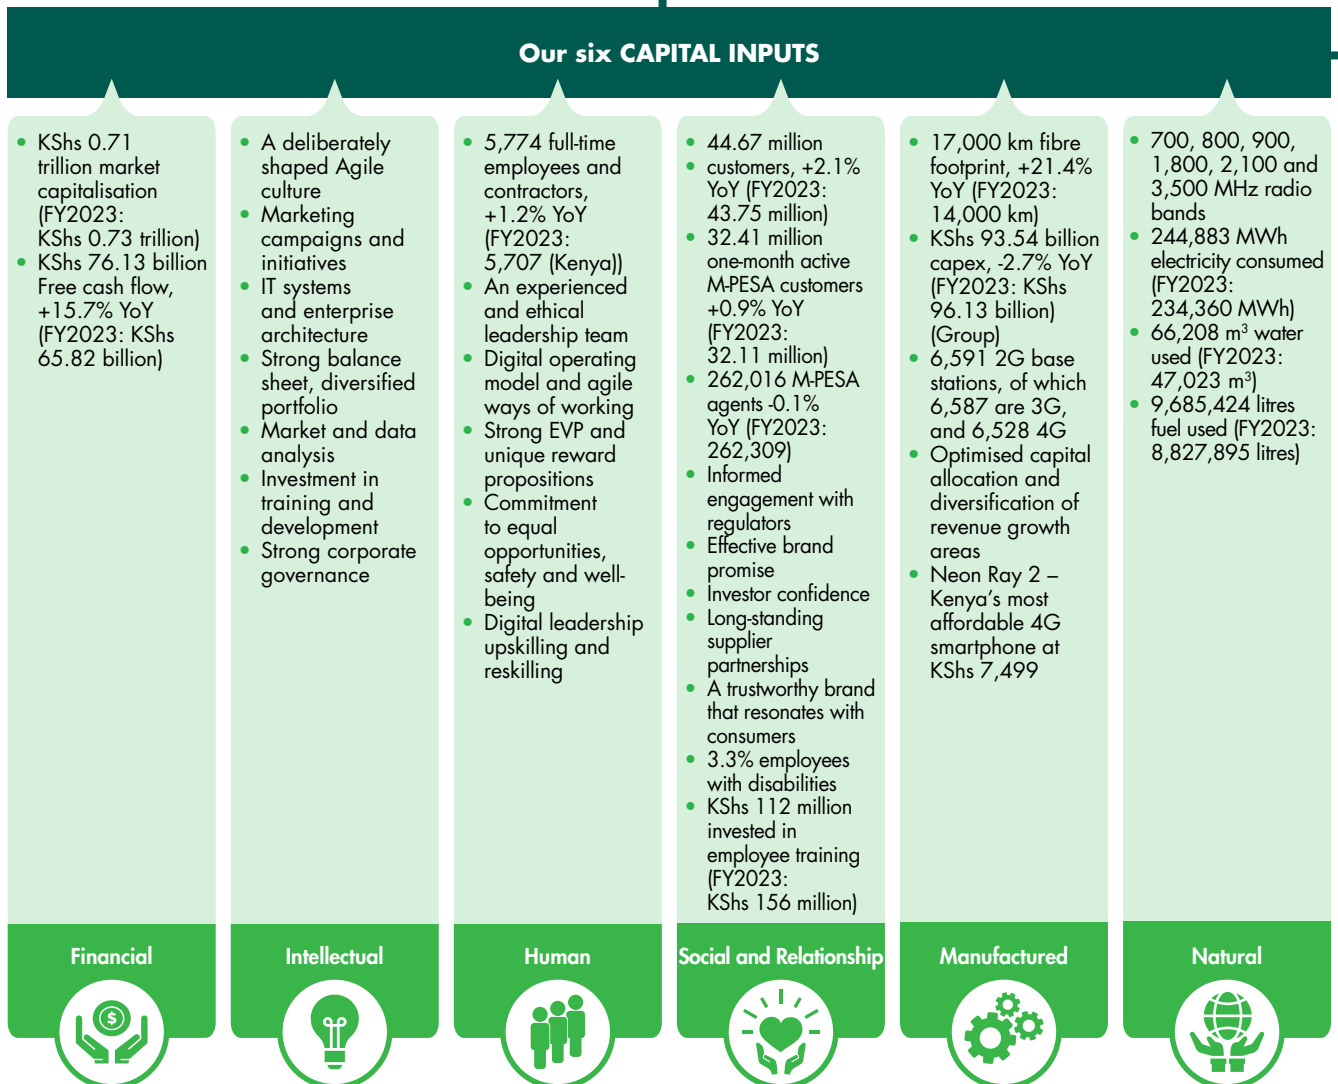 Our six CAPITAL INPUTS
• KShs 0.71
trillion market
capitalisation
(FY2023:
KShs 0.73 trillion)
• KShs 76.13 billion
Free cash flow,
+15.7% YoY
(FY2023: KShs
65.82 billion)
Financial
$
• A deliberately
shaped Agile
culture
• Marketing
campaigns and
initiatives
• IT systems
and enterprise
architecture
• Strong balance
sheet, diversified
portfolio
• Market and data
analysis
• Investment in
training and
development
• Strong corporate
governance
Intellectual
• 5,774 full-time
employees and
contractors,
+1.2% YoY
(FY2023:
5,707 (Kenya))
• An experienced
and ethical
leadership team
• Digital operating
model and agile
ways of working
• Strong EVP and
unique reward
propositions
• Commitment
to equal
opportunities,
safety and well-
being
• Digital leadership
upskilling and
reskilling
Human
• 44.67 million
• customers, +2.1%
YoY (FY2023:
43.75 million)
• 32.41 million
one-month active
M-PESA customers
+0.9% YoY
(FY2023:
32.11 million)
• 262,016 M-PESA
agents -0.1%
YoY (FY2023:
262,309)
• Informed
engagement with
regulators
• Effective brand
promise
• Investor confidence
• Long-standing
supplier
partnerships
• A trustworthy brand
that resonates with
consumers
• 3.3% employees
with disabilities
• KShs 112 million
invested in
employee training
(FY2023:
KShs 156 million)
Social and Relationship
• 17,000 km fibre
footprint, +21.4%
YoY (FY2023:
14,000 km)
• KShs 93.54 billion
capex, -2.7% YoY
(FY2023: KShs
96.13 billion)
(Group)
• 6,591 2G base
stations, of which
6,587 are 3G,
and 6,528 4G
• Optimised capital
allocation and
diversification of
revenue growth
areas
• Neon Ray 2 –
Kenya's most
affordable 4G
smartphone at
KShs 7,499
Manufactured
• 700, 800, 900,
1,800, 2,100 and
3,500 MHz radio
bands
• 244,883 MWh
electricity consumed
(FY2023:
234,360 MWh)
• 66,208 m³ water
used (FY2023:
47,023 m³)
• 9,685,424 litres
fuel used (FY2023:
8,827,895 litres)
Natural